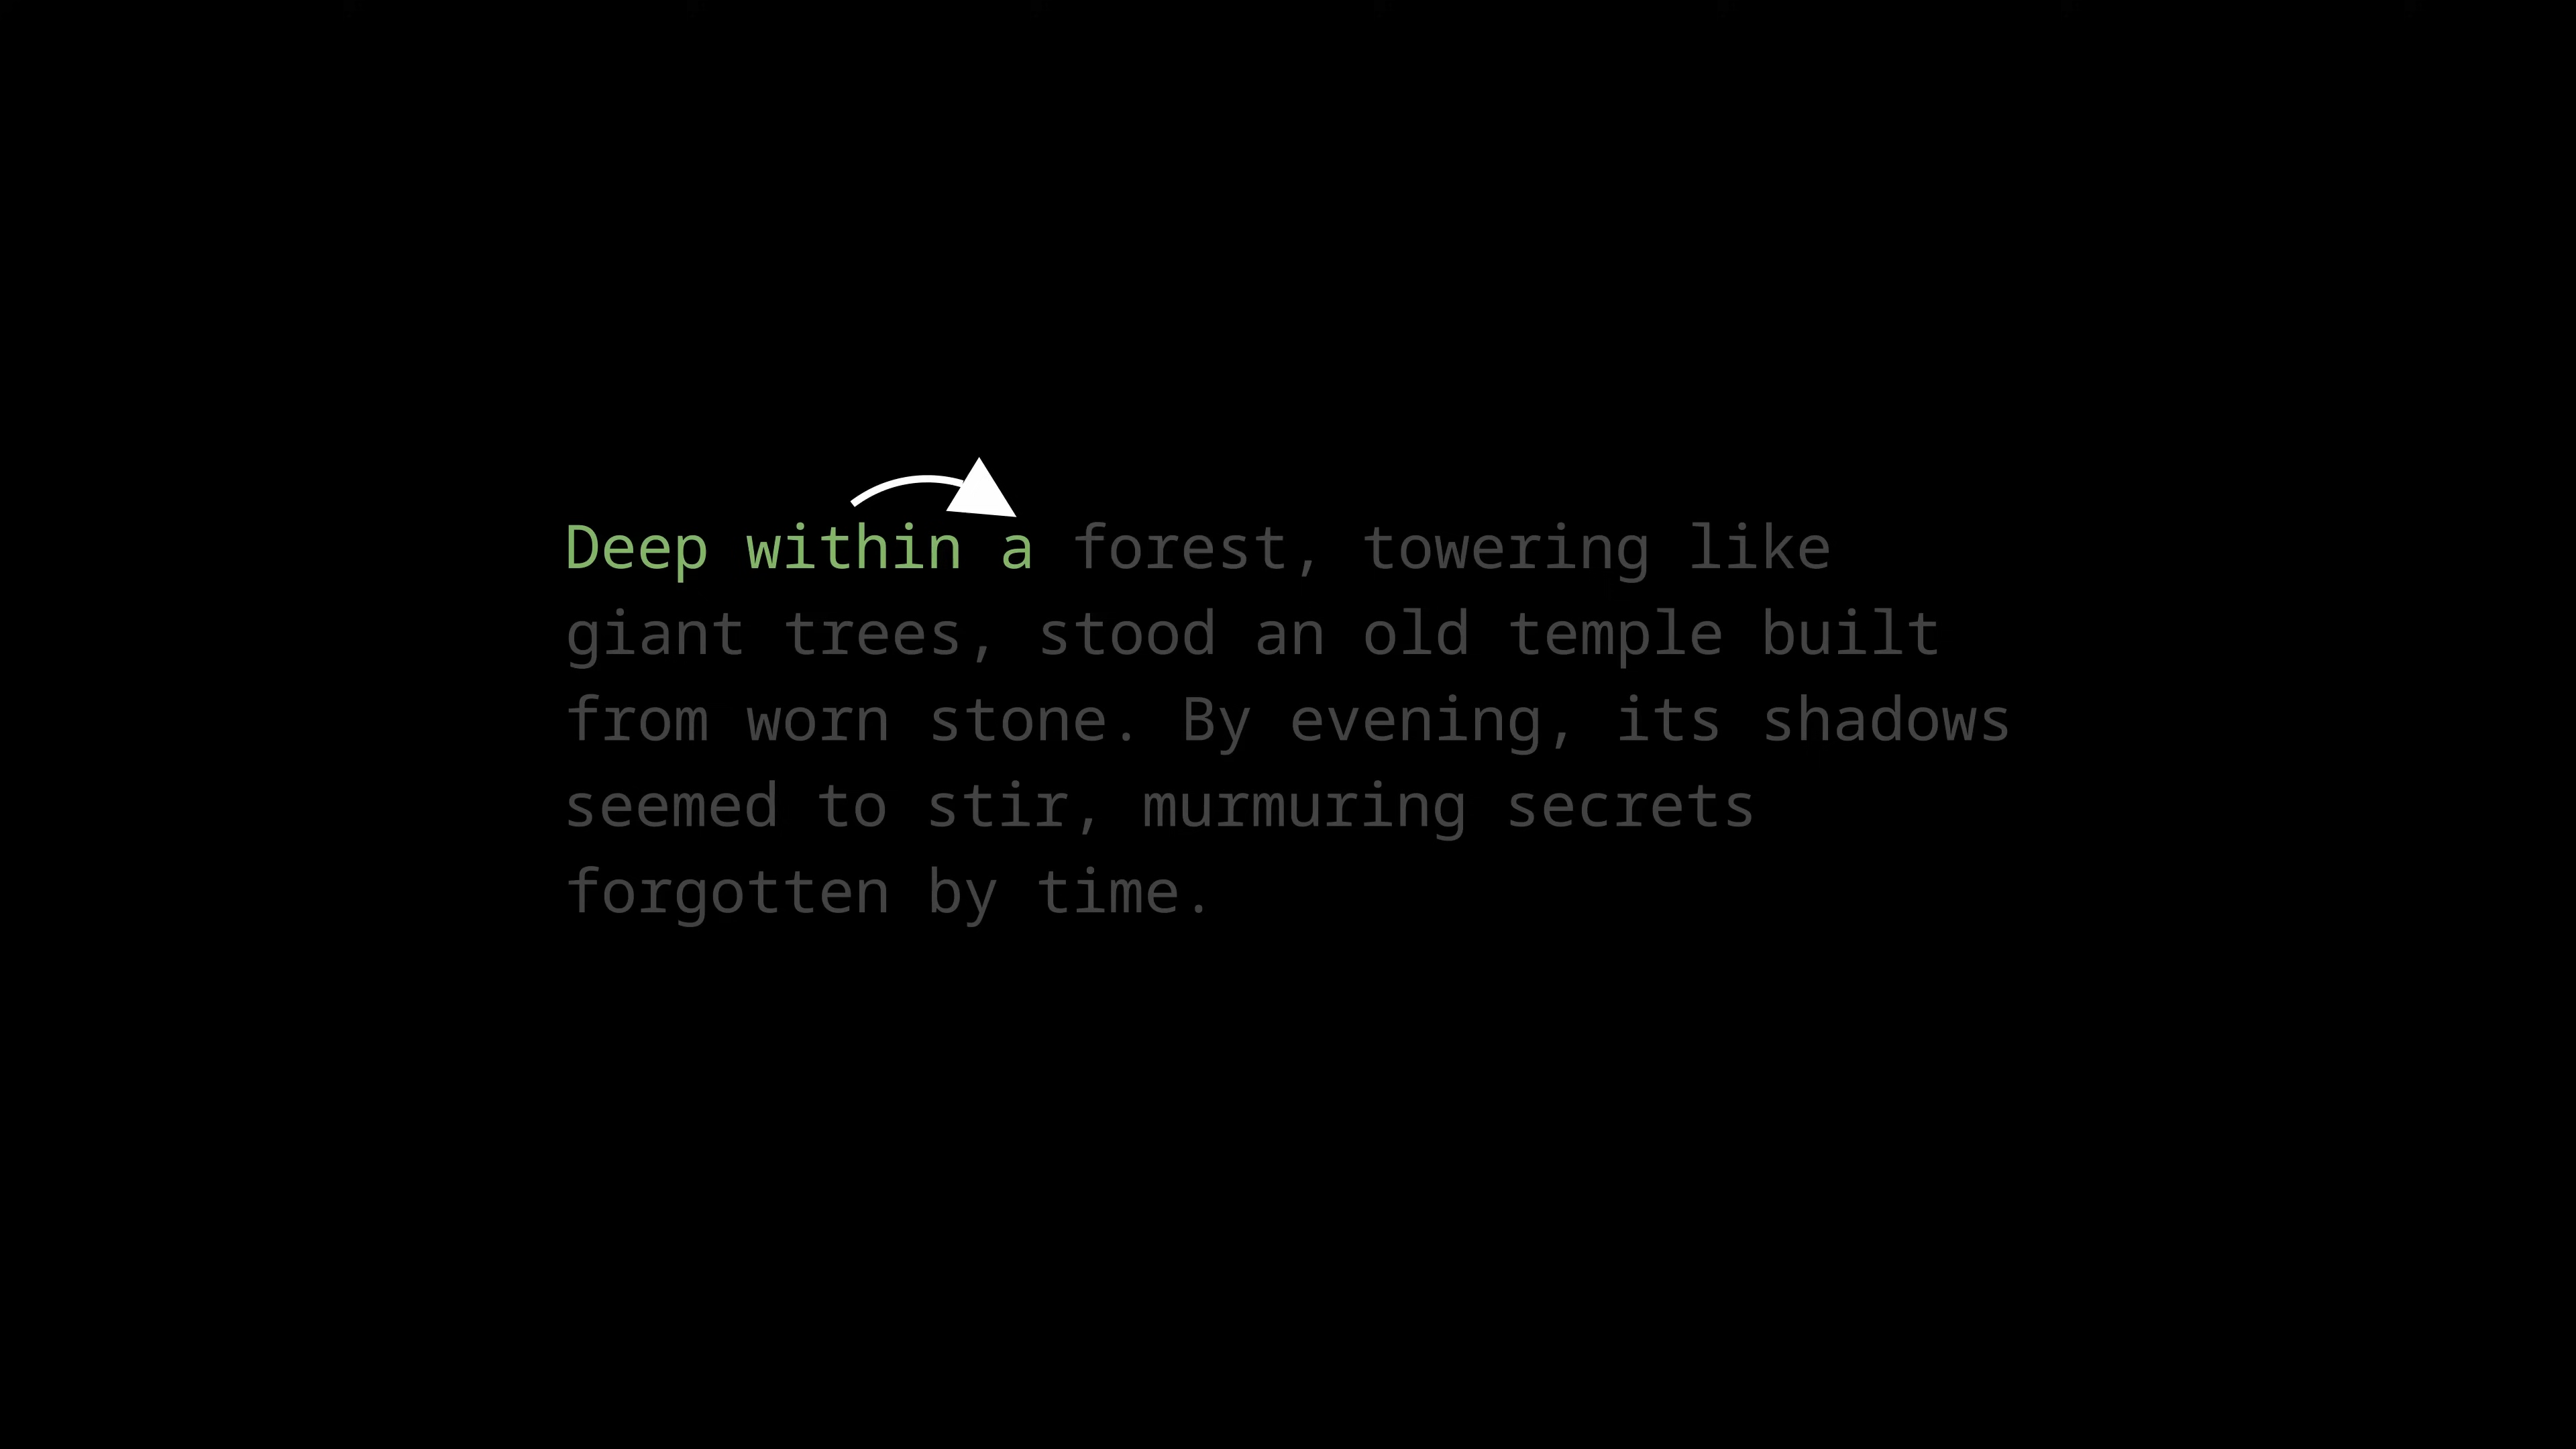 Deep within a forest, towering like
giant trees, stood an old temple built
from worn stone. By evening, its shadows
seemed to stir, murmuring secrets
forgotten by time.